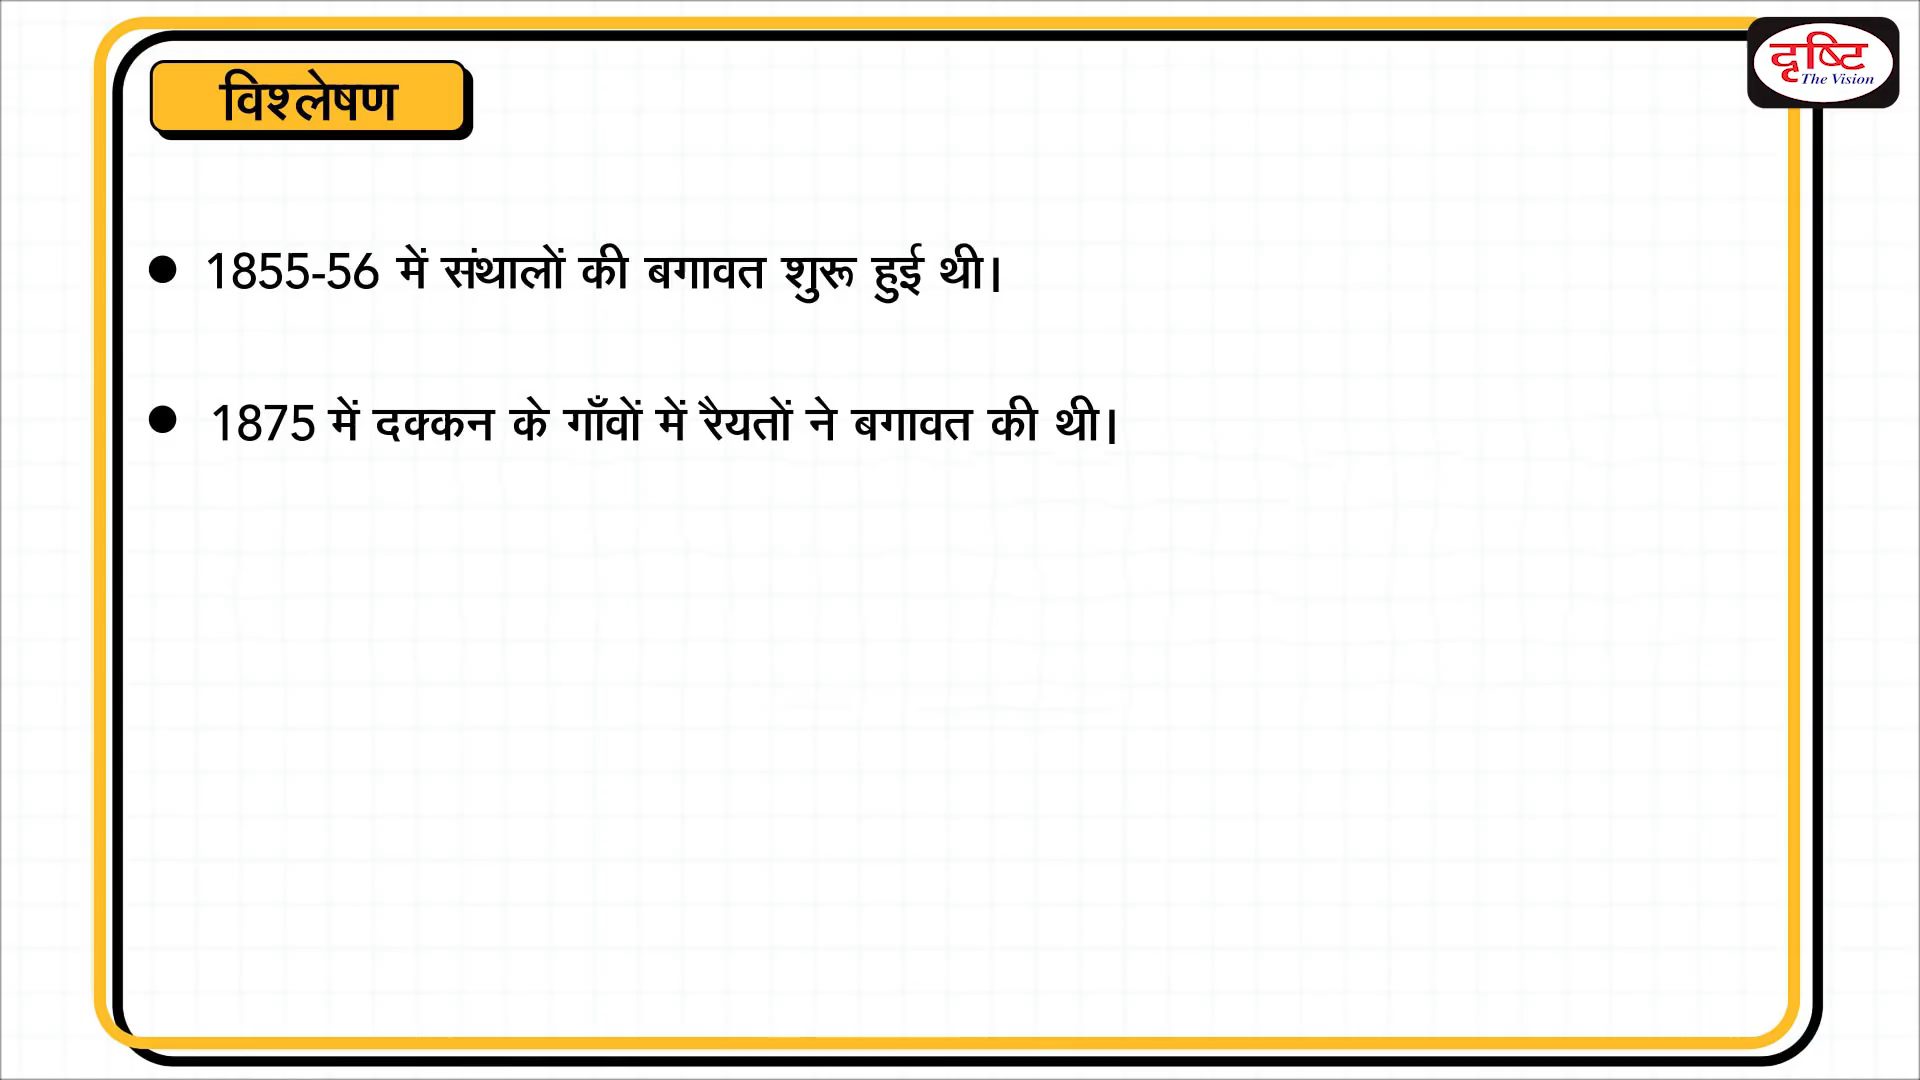 दृष्टि
The Vision
विश्लेषण
● 1855-56 में संथालों की बगावत शुरू हुई थी।
● 1875 में दक्कन के गाँवों में रैयतों ने बगावत की थी।